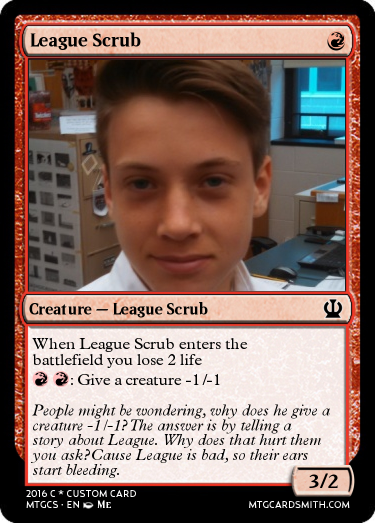 League Scrub
Creature — League Scrub
When League Scrub enters the
battlefield you lose 2 life
: Give a creature -1/-1
People might be wondering, why does he give a
creature -1/-1? The answer is by telling a
story about League. Why does that hurt them
you ask? Cause League is bad, so their ears
start bleeding.
3/2
2016 C * CUSTOM CARD
MTGCS · EN ME
MTGCARDSMITH.COM